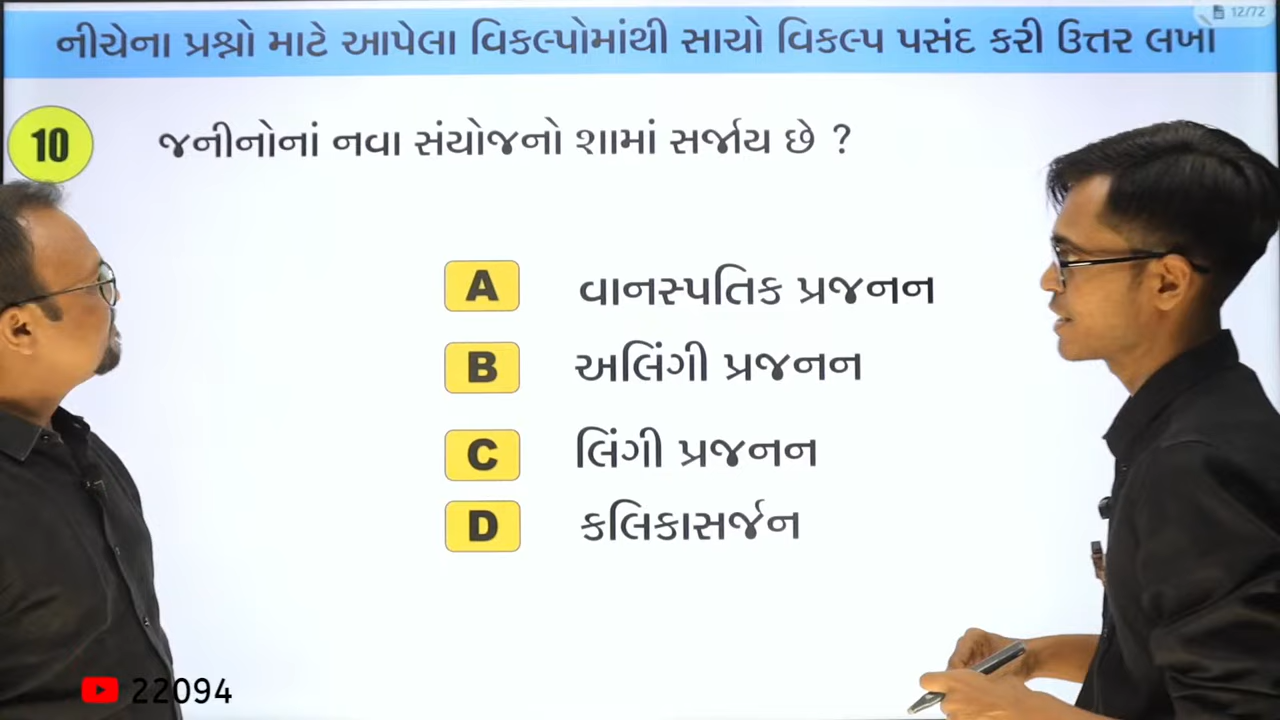 12/72
નીચેના પ્રશ્નો માટે આપેલા વિકલ્પોમાંથી સાચો વિકલ્પ પસંદ કરી ઉત્તર લખો
10 જનીનોનાં નવા સંયોજનો શામાં સર્જાય છે ?
A વાનસ્પતિક પ્રજનન
B અલિંગી પ્રજનન
C લિંગી પ્રજનન
D કલિકાસર્જન
22094